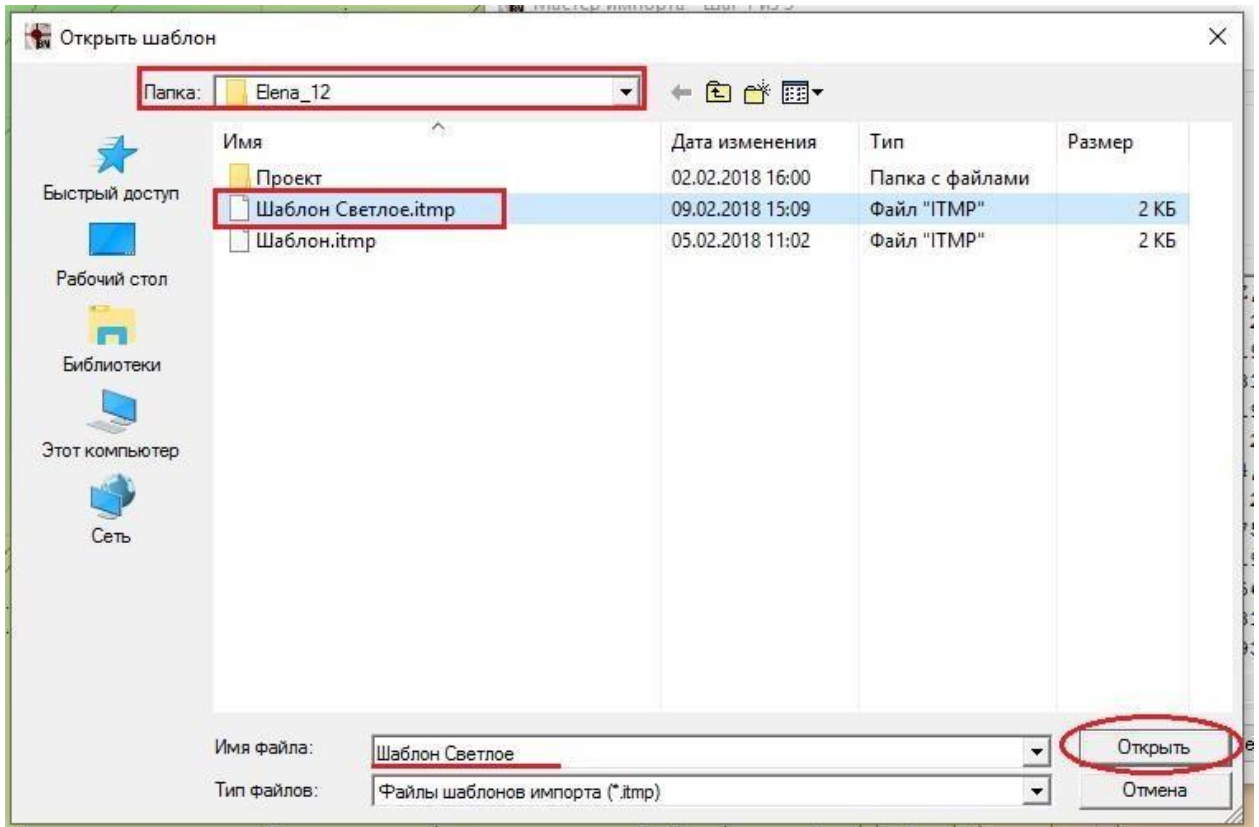 Открыть шаблон
Папка: Elena_12
Имя Дата изменения Тип Размер
Проект 02.02.2018 16:00 Папка с файлами
Шаблон Светлое.itmp 09.02.2018 15:09 Файл "ITMP" 2 КБ
Шаблон.itmp 05.02.2018 11:02 Файл "ITMP" 2 КБ
Быстрый доступ
Рабочий стол
Библиотеки
Этот компьютер
Сеть
Имя файла: Шаблон Светлое Открыть
Тип файлов: Файлы шаблонов импорта (*.itmp) Отмена